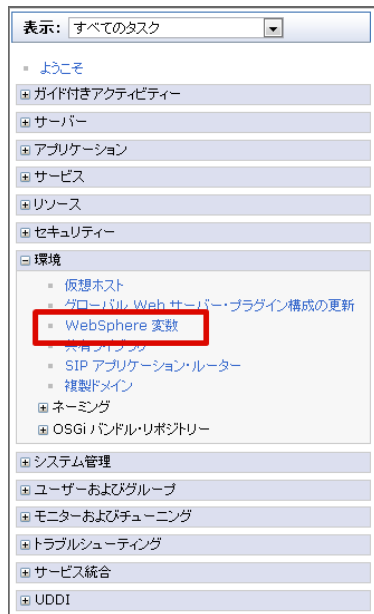 表示: すべてのタスク
ようこそ
ガイド付きアクティビティー
サーバー
アプリケーション
サービス
リソース
セキュリティー
環境
仮想ホスト
グローバル Web サーバー・プラグイン構成の更新
WebSphere 変数
共有ライブラリー
SIP アプリケーション・ルーター
複製ドメイン
ネーミング
OSGi バンドル・リポジトリー
システム管理
ユーザーおよびグループ
モニターおよびチューニング
トラブルシューティング
サービス統合
UDDI